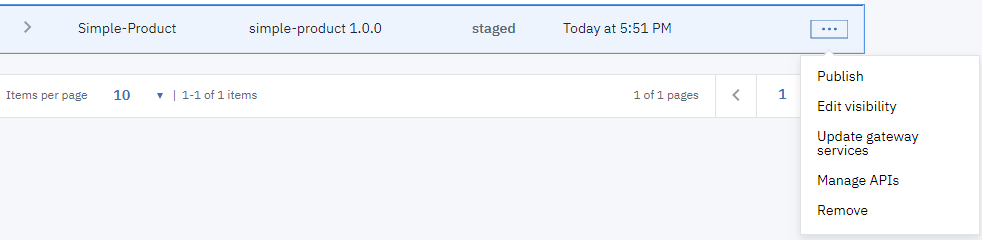 Simple-Product simple-product 1.0.0 staged Today at 5:51 PM ...
Items per page 10 ▼ | 1-1 of 1 items 1 of 1 pages 1
Publish
Edit visibility
Update gateway
services
Manage APIs
Remove